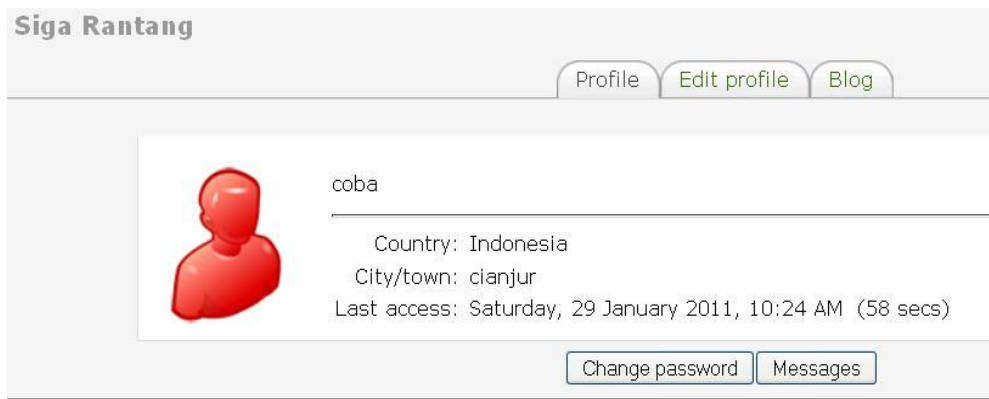 Siga Rantang
Profile Edit profile Blog
coba
Country: Indonesia
City/town: cianjur
Last access: Saturday, 29 January 2011, 10:24 AM (58 secs)
Change password Messages